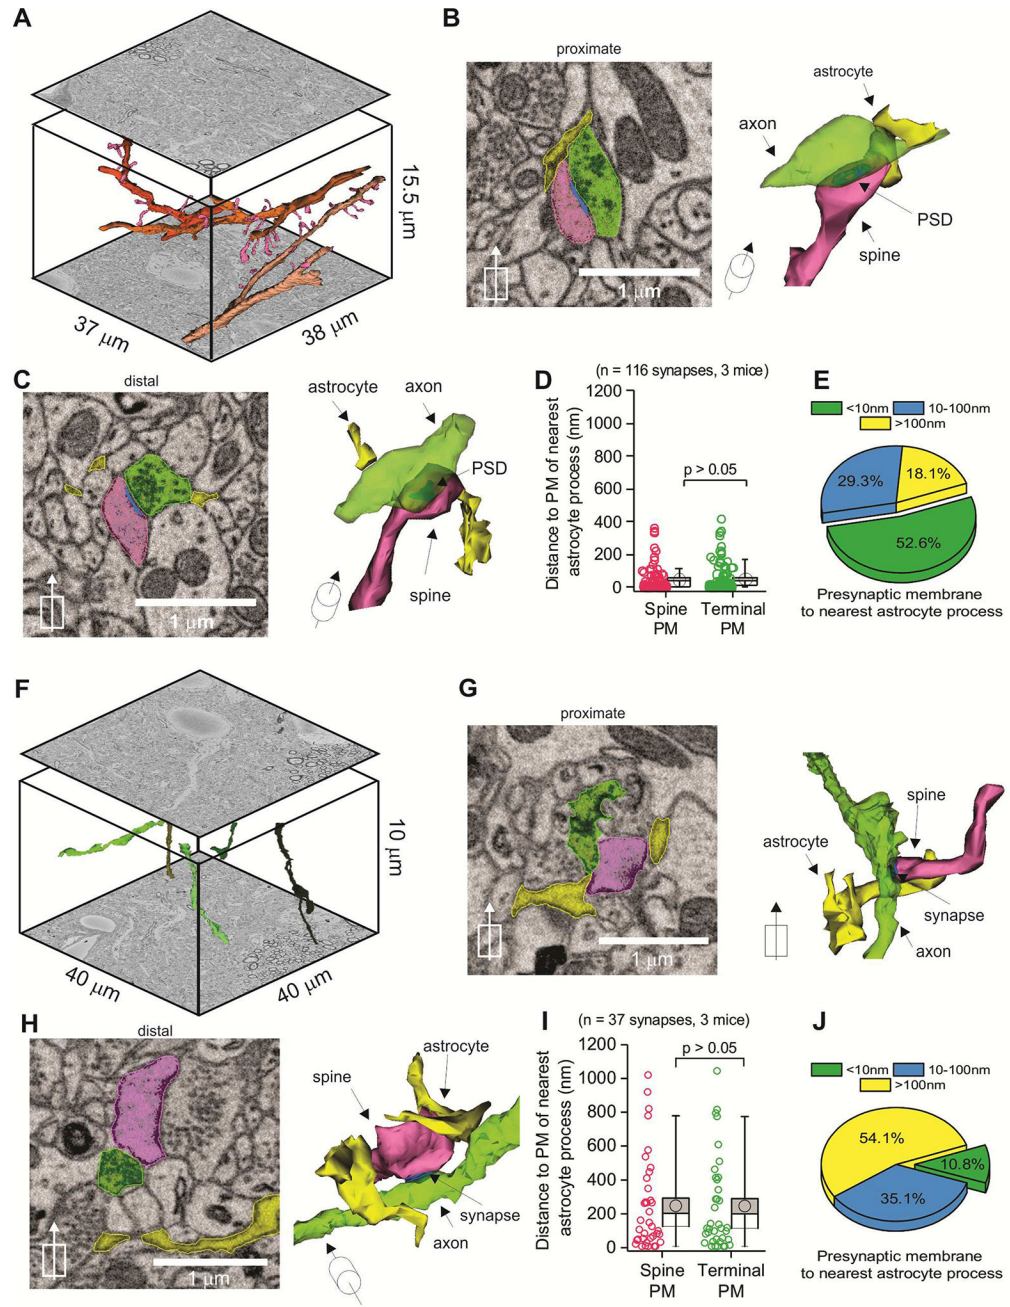 A
15.5 µm
37 µm
38 µm
B
proximate
1 µm
astrocyte
axon
PSD
spine
C
distal
1 µm
astrocyte
axon
PSD
spine
D
(n = 116 synapses, 3 mice)
Distance to PM of nearest
astrocyte process (nm)
1200
1000
800
600
400
200
0
p > 0.05
Spine
PM
Terminal
PM
E
<10nm
10-100nm
>100nm
29.3%
18.1%
52.6%
Presynaptic membrane
to nearest astrocyte process
F
10 µm
40 µm
40 µm
G
proximate
1 µm
spine
astrocyte
synapse
axon
H
distal
1 µm
astrocyte
spine
synapse
axon
I
(n = 37 synapses, 3 mice)
Distance to PM of nearest
astrocyte process (nm)
1200
1000
800
600
400
200
0
p > 0.05
Spine
PM
Terminal
PM
J
<10nm
10-100nm
>100nm
54.1%
10.8%
35.1%
Presynaptic membrane
to nearest astrocyte process